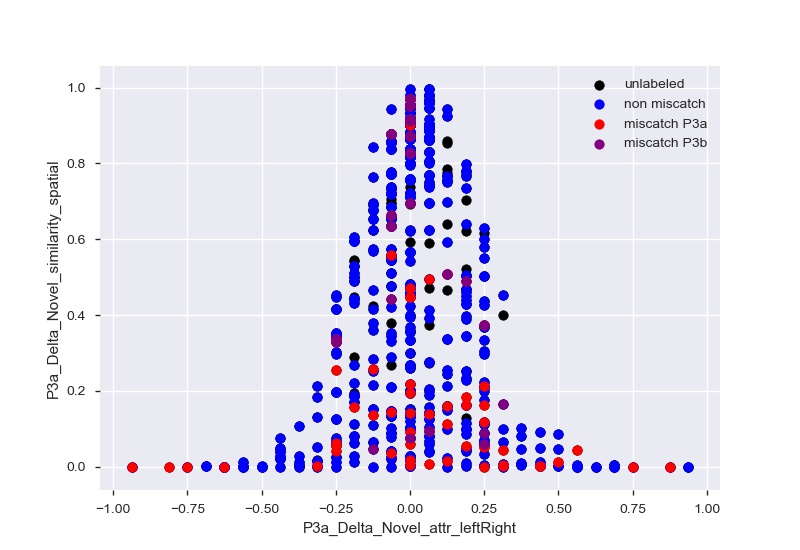 unlabeled
non miscatch
miscatch P3a
miscatch P3b
1.0
0.8
0.6
0.4
0.2
0.0
P3a_Delta_Novel_similarity_spatial
−1.00 −0.75 −0.50 −0.25 0.00 0.25 0.50 0.75 1.00
P3a_Delta_Novel_attr_leftRight